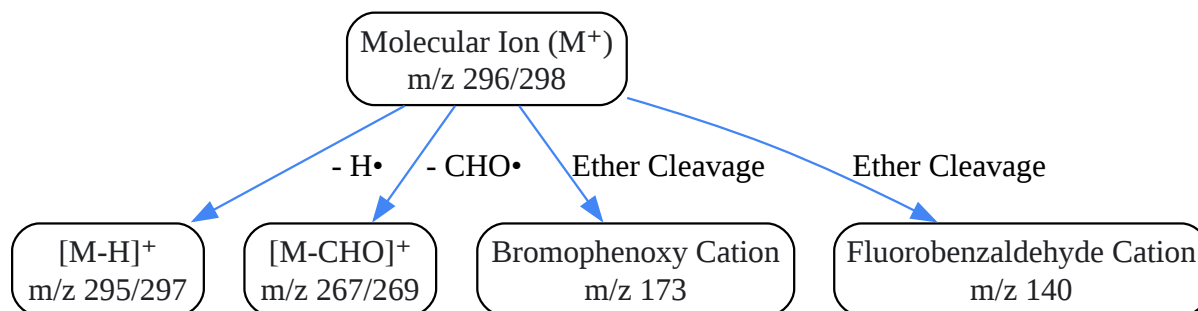 Molecular Ion (M⁺)
m/z 296/298
- H•
- CHO•
Ether Cleavage
Ether Cleavage
[M-H]⁺
m/z 295/297
[M-CHO]⁺
m/z 267/269
Bromophenoxy Cation
m/z 173
Fluorobenzaldehyde Cation
m/z 140